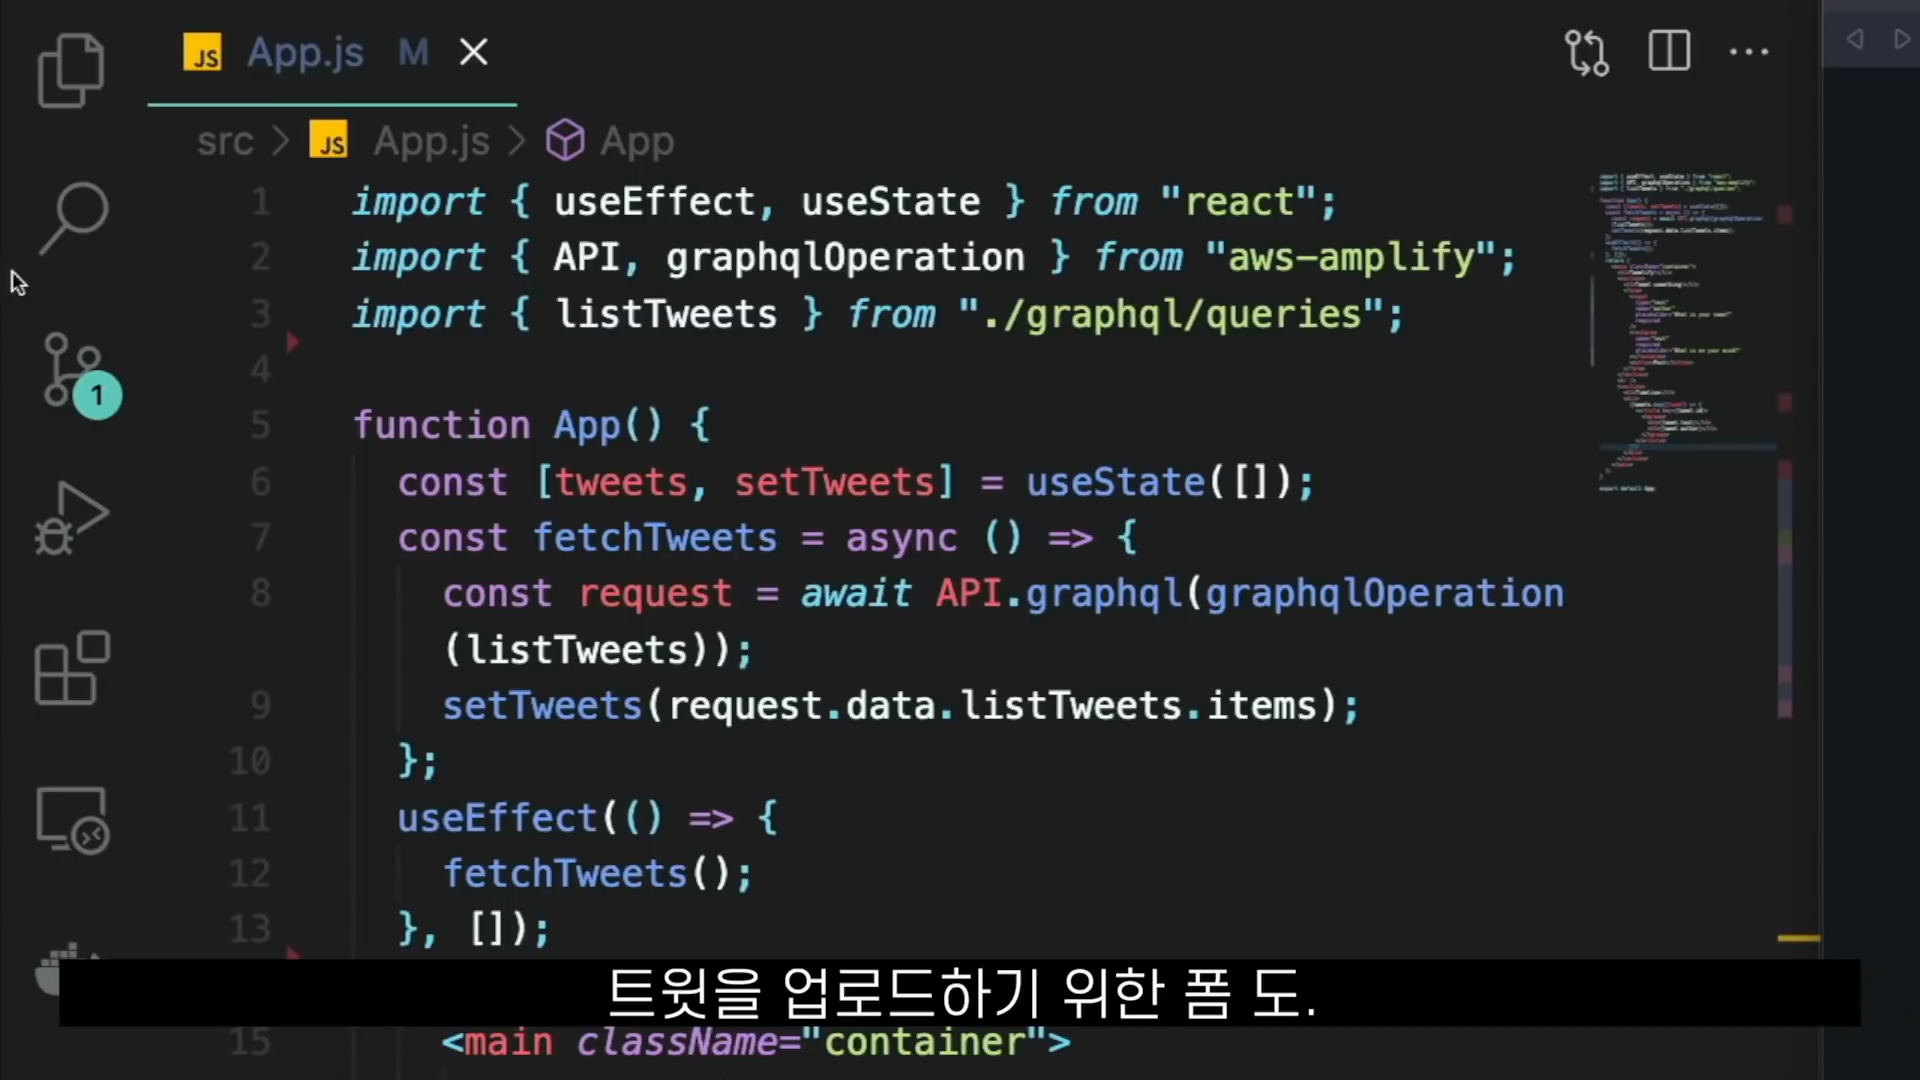 JS App.js M
src > JS App.js > App
1 import { useEffect, useState } from "react";
2 import { API, graphqlOperation } from "aws-amplify";
3 import { listTweets } from "./graphql/queries";
4
5 function App() {
6 const [tweets, setTweets] = useState([]);
7 const fetchTweets = async () => {
8 const request = await API.graphql(graphqlOperation
(listTweets));
9 setTweets(request.data.listTweets.items);
10 };
11 useEffect(() => {
12 fetchTweets();
13 }, []);
트윗을 업로드하기 위한 폼 도.
15 <main className="container">
1